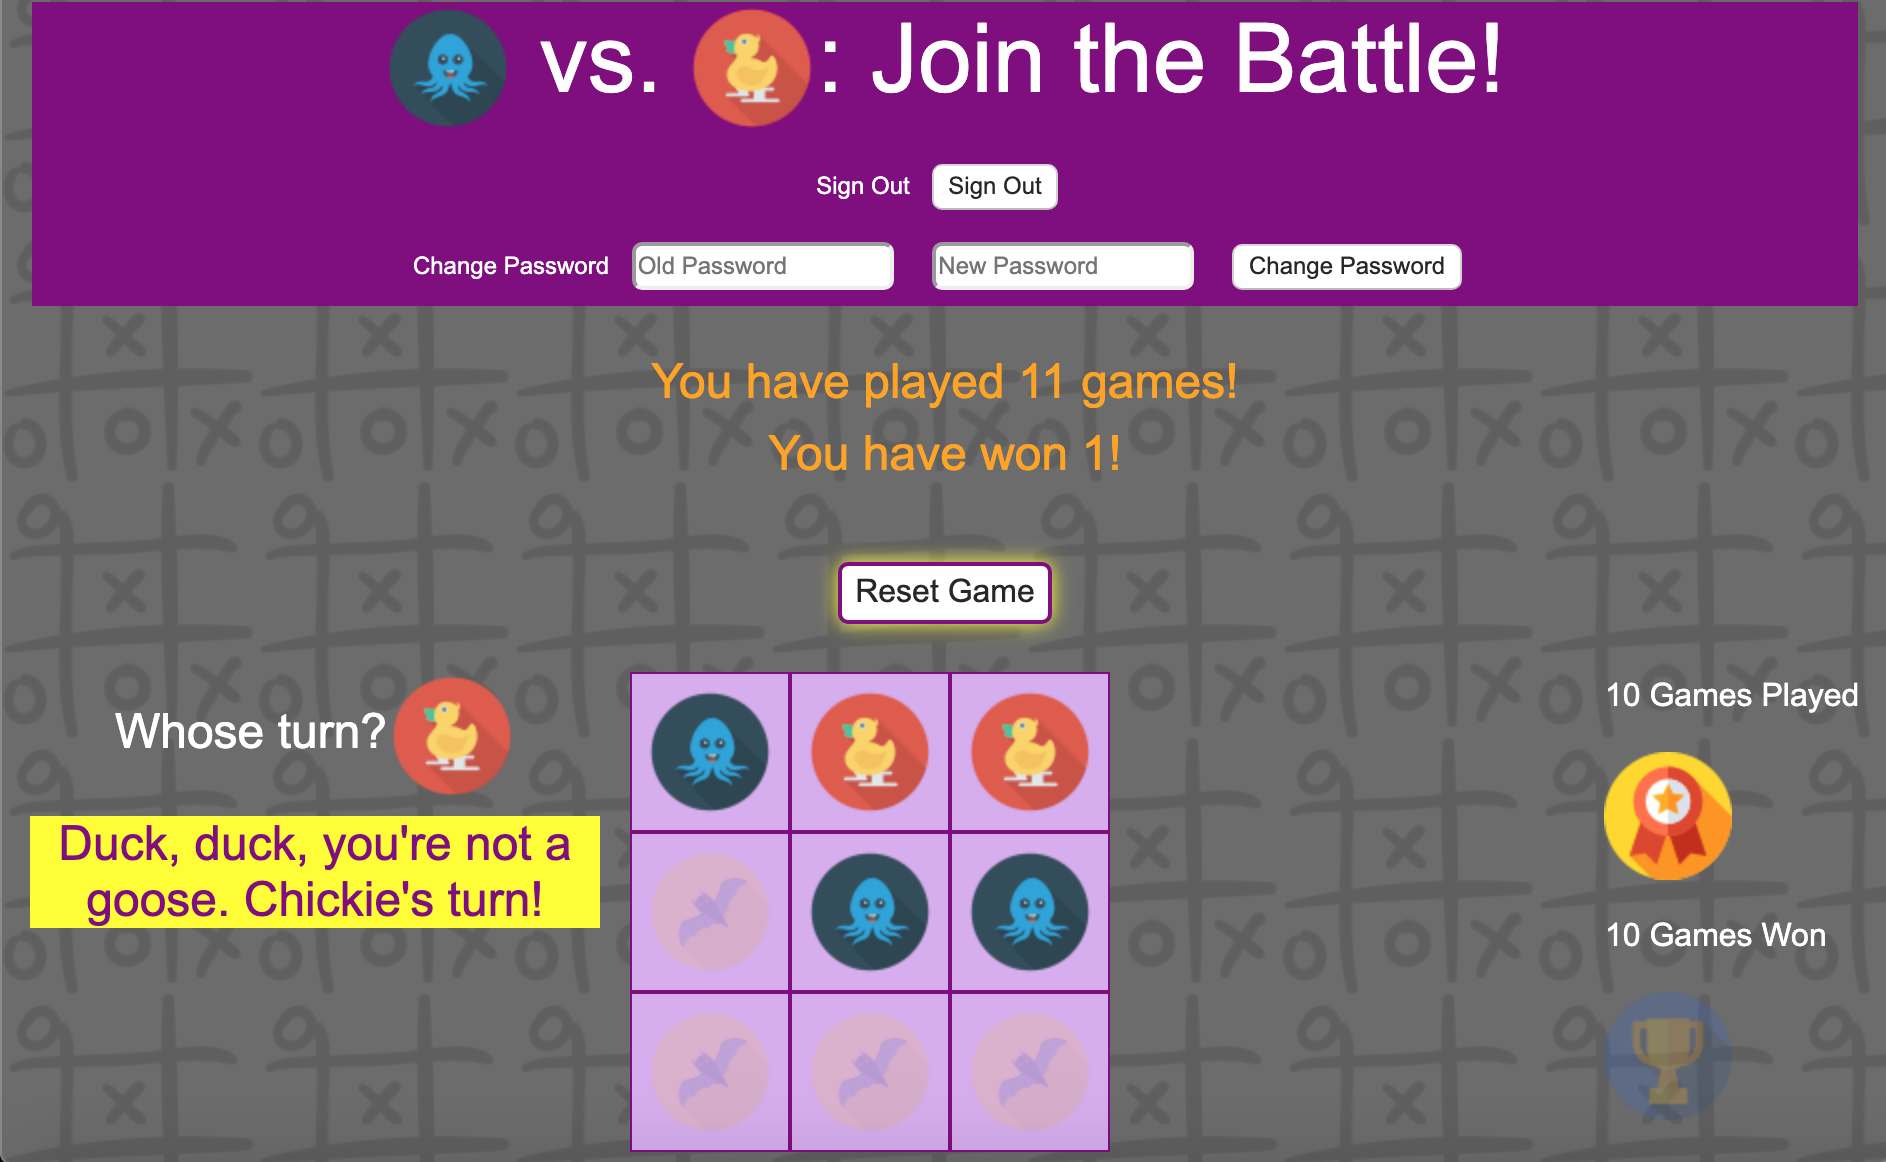 vs. : Join the Battle!
Sign Out Sign Out
Change Password Old Password New Password Change Password
You have played 11 games!
You have won 1!
Reset Game
Whose turn?
Duck, duck, you're not a
goose. Chickie's turn!
10 Games Played
10 Games Won